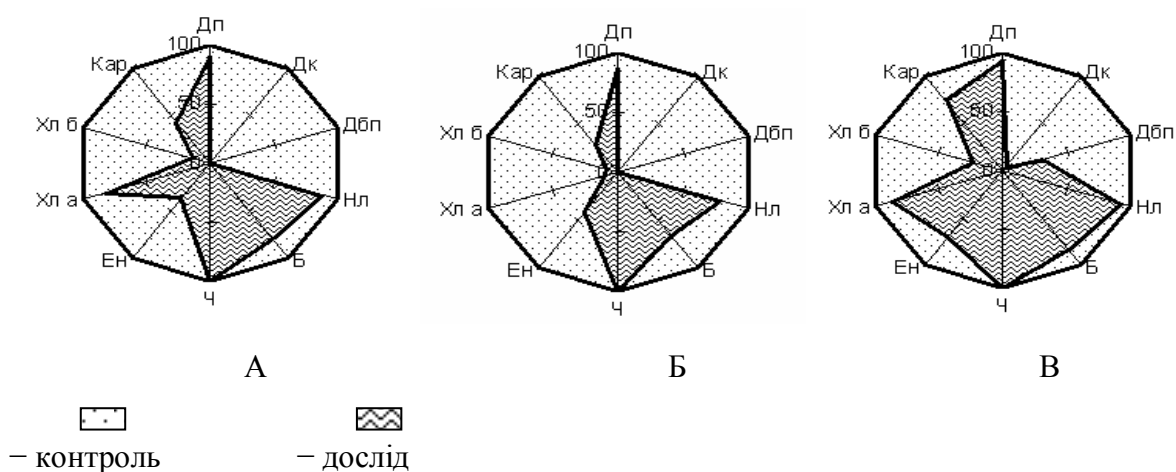 Дп
100
Кар
Дк
50
Хл б
Дбп
0
Хл а
Нл
Ен
Б
Ч
Дп
100
Кар
Дк
50
Хл б
Дбп
0
Хл а
Нл
Ен
Б
Ч
Дп
100
Кар
Дк
50
Хл б
Дбп
0
Хл а
Нл
Ен
Б
Ч
А Б В
− контроль − дослід